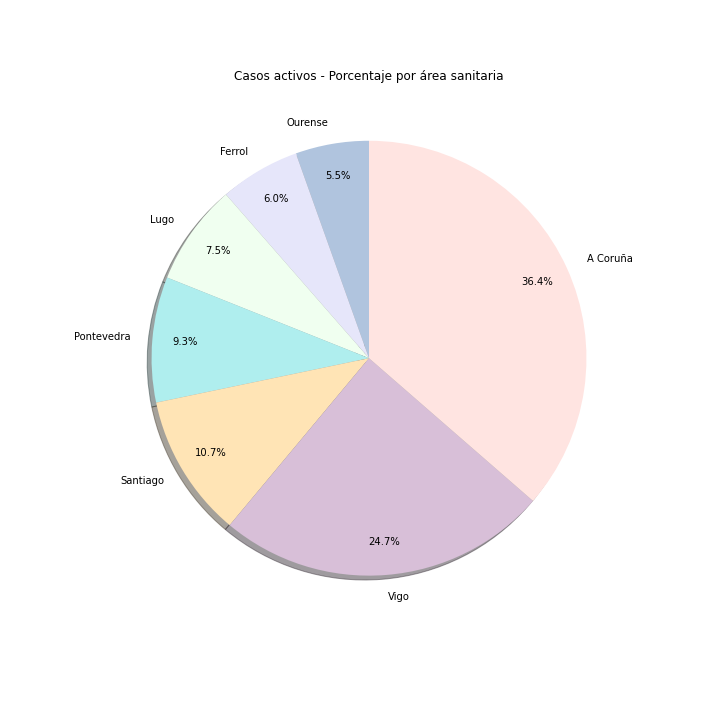 Casos activos - Porcentaje por área sanitaria
Ourense
5.5%
Ferrol
6.0%
Lugo
7.5%
A Coruña
36.4%
Pontevedra
9.3%
Santiago
10.7%
Vigo
24.7%